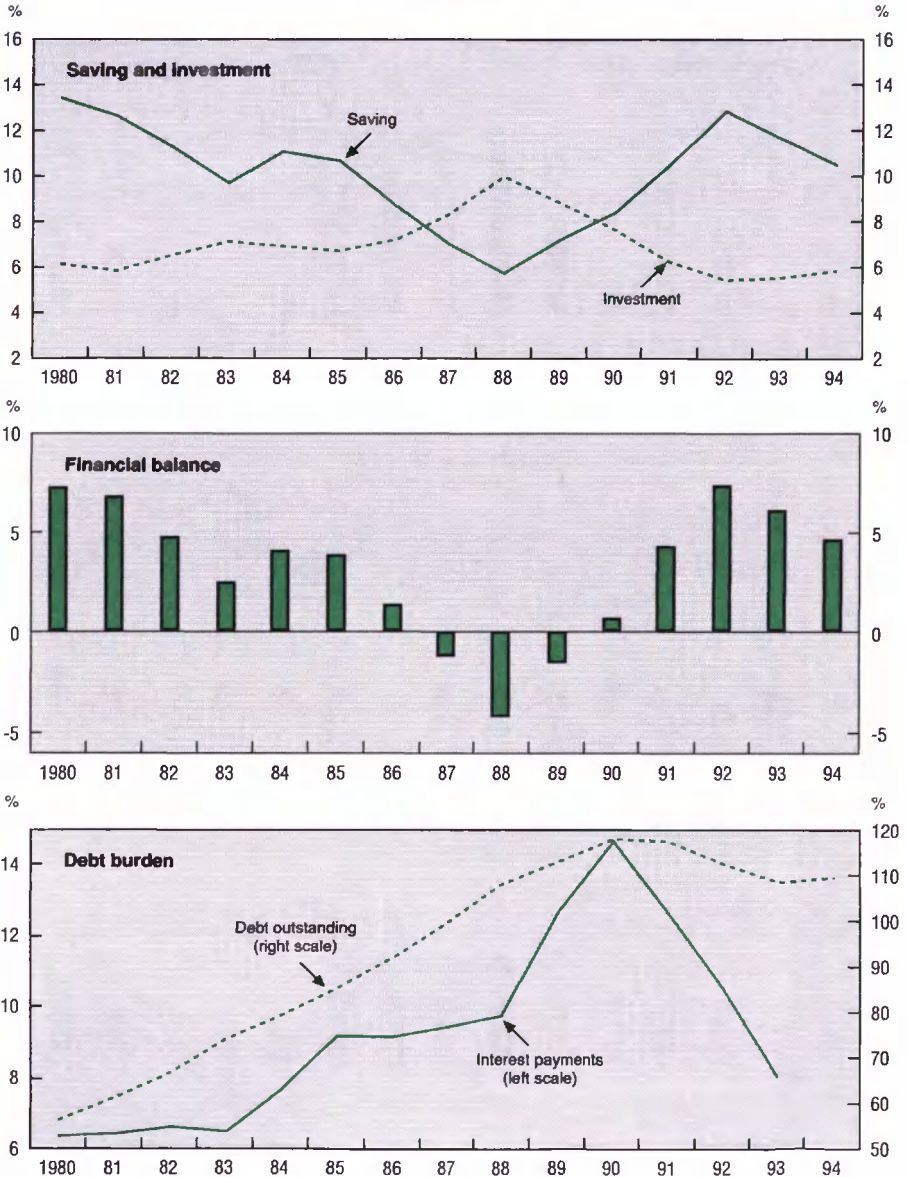 % %
16 16
Saving and investment
14 14
Saving
12 12
10 10
8 8
6 6
Investment
4 4
2 2
1980 81 82 83 84 85 86 87 88 89 90 91 92 93 94
% %
10 10
Financial balance
5 5
0 0
-5 -5
1980 81 82 83 84 85 86 87 88 89 90 91 92 93 94
% %
120
Debt burden
14
110
Debt outstanding
(right scale)
12
100
90
10
80
Interest payments
(left scale)
70
8
60
6 50
1980 81 82 83 84 85 86 87 88 89 90 91 92 93 94